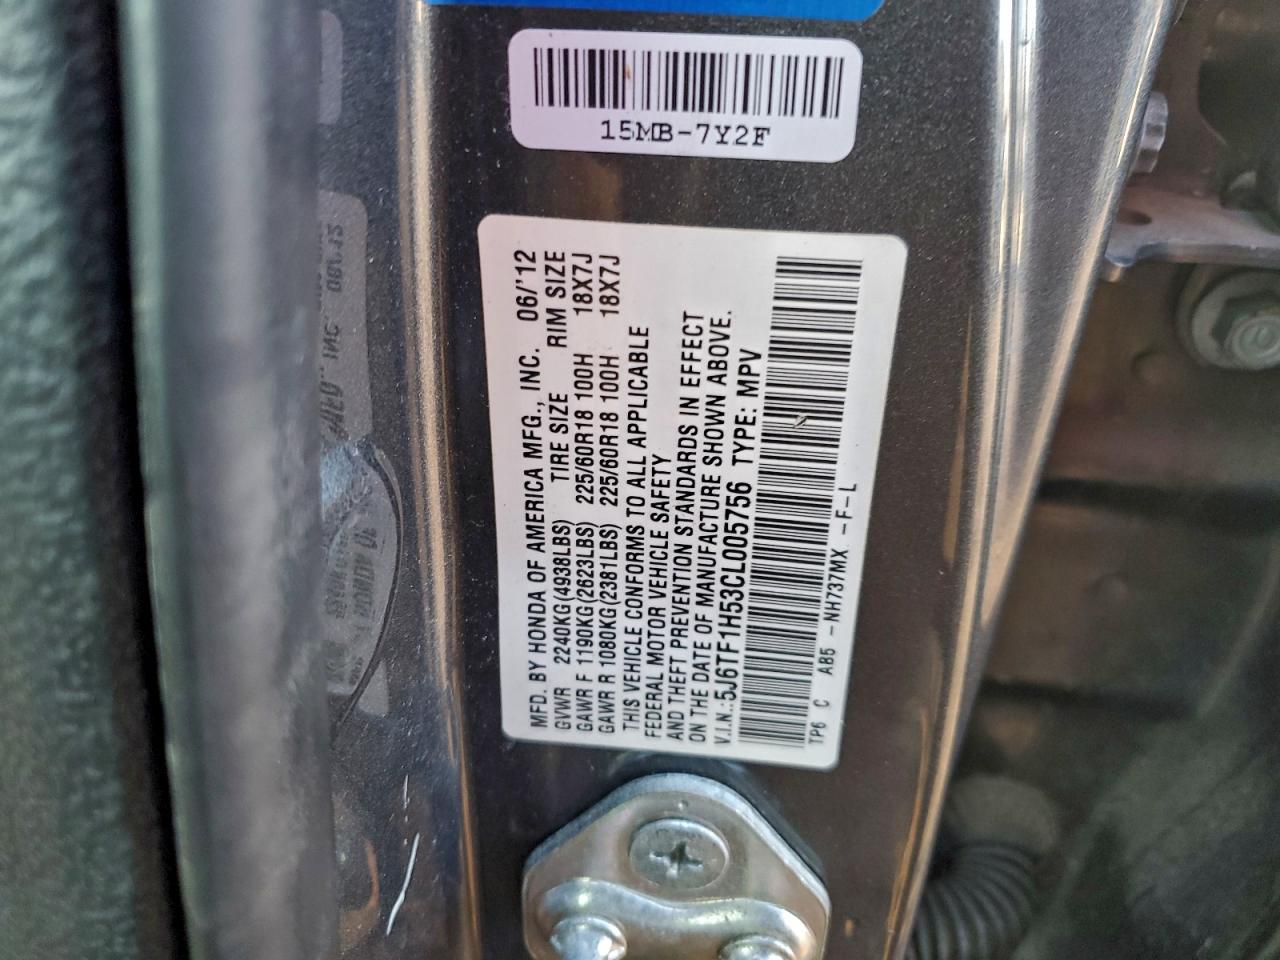 15MB-7Y2F
MFD. BY HONDA OF AMERICA MFG., INC. 06/'12
GVWR 2240KG(4938LBS) TIRE SIZE RIM SIZE
GAWR F 1190KG(2623LBS) 225/60R18 100H 18X7J
GAWR R 1080KG(2381LBS) 225/60R18 100H 18X7J
THIS VEHICLE CONFORMS TO ALL APPLICABLE
FEDERAL MOTOR VEHICLE SAFETY
AND THEFT PREVENTION STANDARDS IN EFFECT
ON THE DATE OF MANUFACTURE SHOWN ABOVE.
V.I.N.:5J6TF1H53CL005756 TYPE: MPV
TP6 C AB5 -NH737MX -F-L